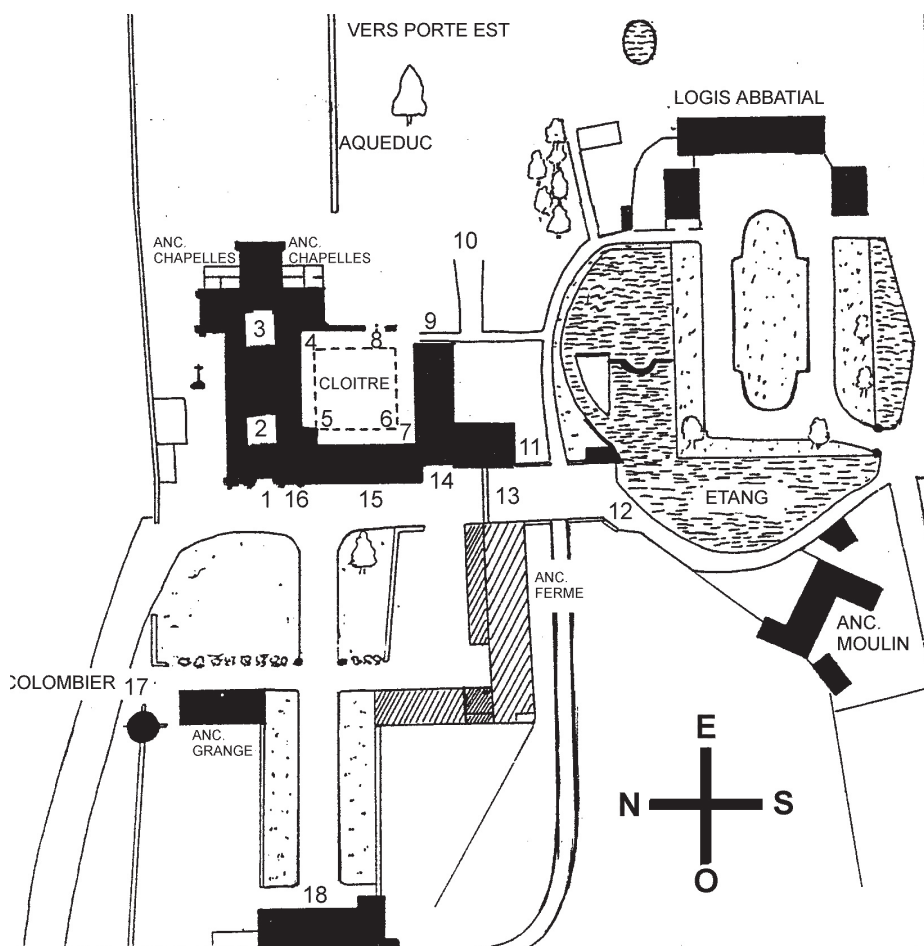 VERS PORTE EST
LOGIS ABBATIAL
AQUEDUC
ANC.
CHAPELLES
ANC.
CHAPELLES
10
3
9
4
8
CLOITRE
2
5
6
7
11
1
16
15
14
13
12
ETANG
ANC.
FERME
ANC.
MOULIN
COLOMBIER
17
ANC.
GRANGE
E
N
S
O
18